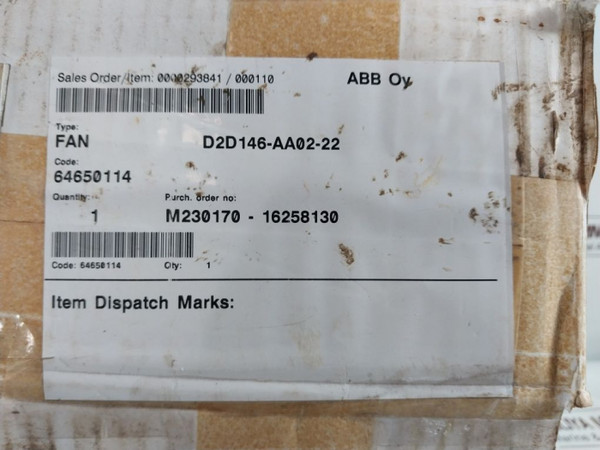 Sales Order/Item: 0000293841 / 000110
ABB Oy
Type:
FAN D2D146-AA02-22
Code:
64650114
Quantity: Purch. order no:
1 M230170 - 16258130
Code: 64650114 Qty: 1
Item Dispatch Marks: